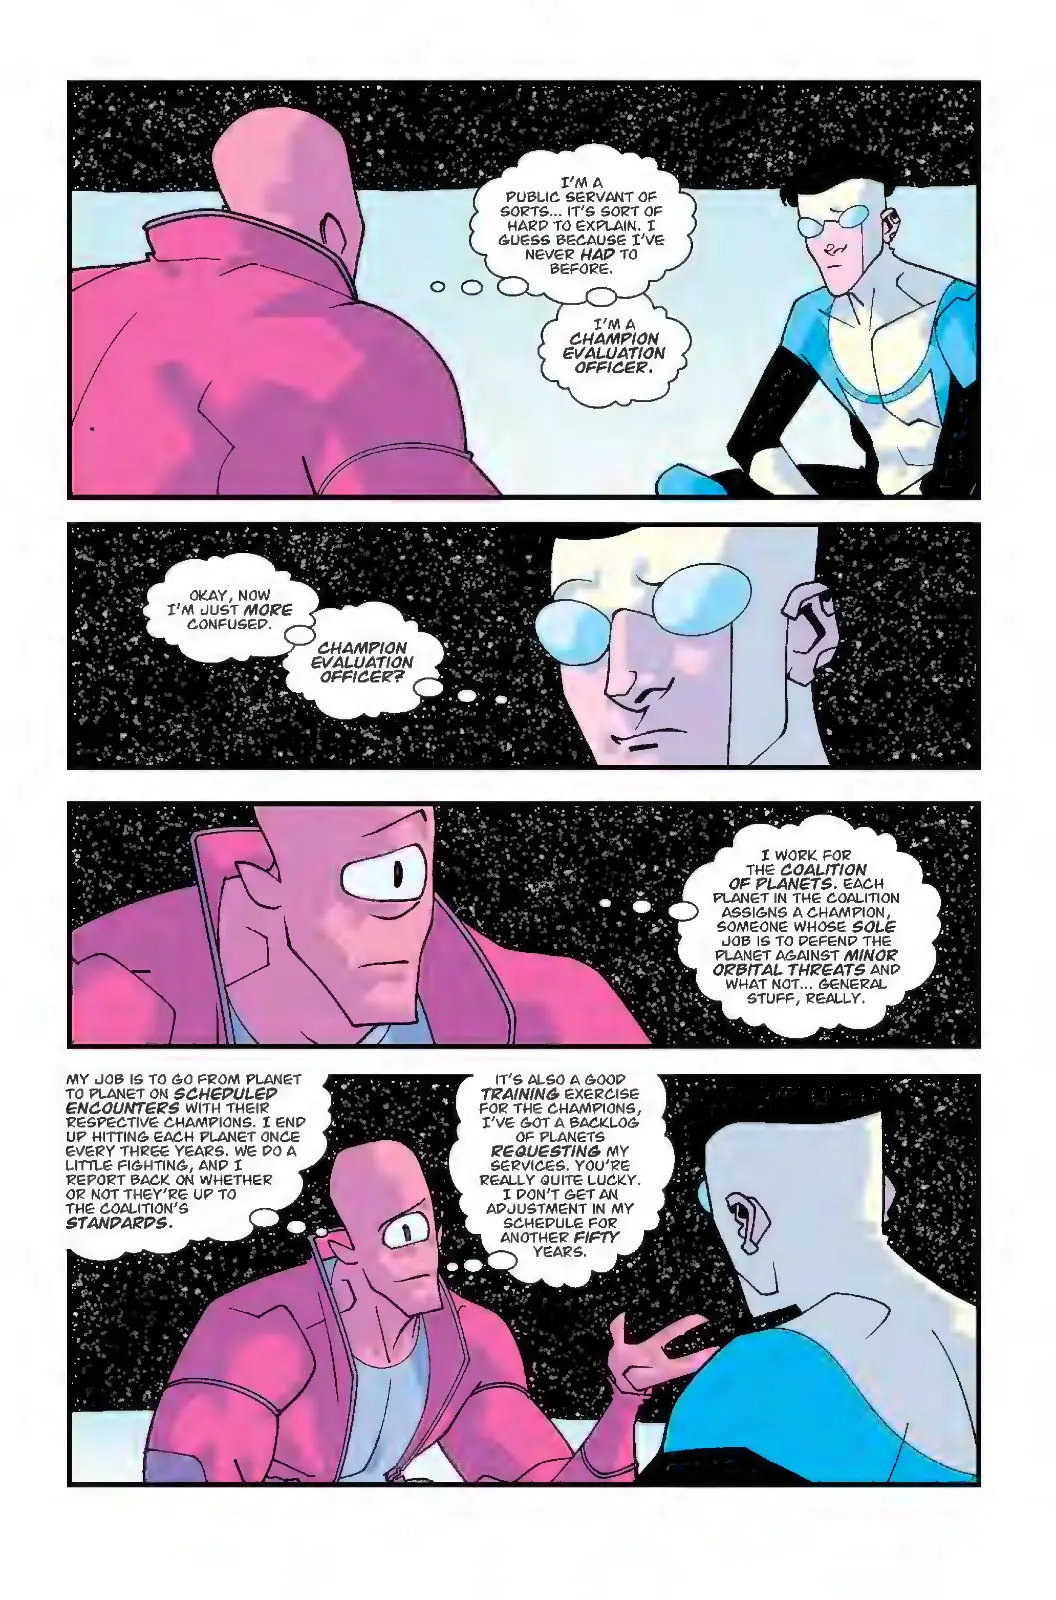 I'M A
PUBLIC SERVANT OF
SORTS... IT'S SORT OF
HARD TO EXPLAIN. I
GUESS BECAUSE I'VE
NEVER HAD TO
BEFORE.
I'M A
CHAMPION
EVALUATION
OFFICER.
OKAY, NOW
I'M JUST MORE
CONFUSED.
CHAMPION
EVALUATION
OFFICER?
I WORK FOR
THE COALITION
OF PLANETS. EACH
PLANET IN THE COALITION
ASSIGNS A CHAMPION,
SOMEONE WHOSE SOLE
JOB IS TO DEFEND THE
PLANET AGAINST MINOR
ORBITAL THREATS AND
WHAT NOT... GENERAL
STUFF, REALLY.
MY JOB IS TO GO FROM PLANET
TO PLANET ON SCHEDULED
ENCOUNTERS WITH THEIR
RESPECTIVE CHAMPIONS. I END
UP HITTING EACH PLANET ONCE
EVERY THREE YEARS. WE DO A
LITTLE FIGHTING, AND I
REPORT BACK ON WHETHER
OR NOT THEY'RE UP TO
THE COALITION'S
STANDARDS.
IT'S ALSO A GOOD
TRAINING EXERCISE
FOR THE CHAMPIONS,
I'VE GOT A BACKLOG
OF PLANETS
REQUESTING MY
SERVICES. YOU'RE
REALLY QUITE LUCKY.
I DON'T GET AN
ADJUSTMENT IN MY
SCHEDULE FOR
ANOTHER FIFTY
YEARS.